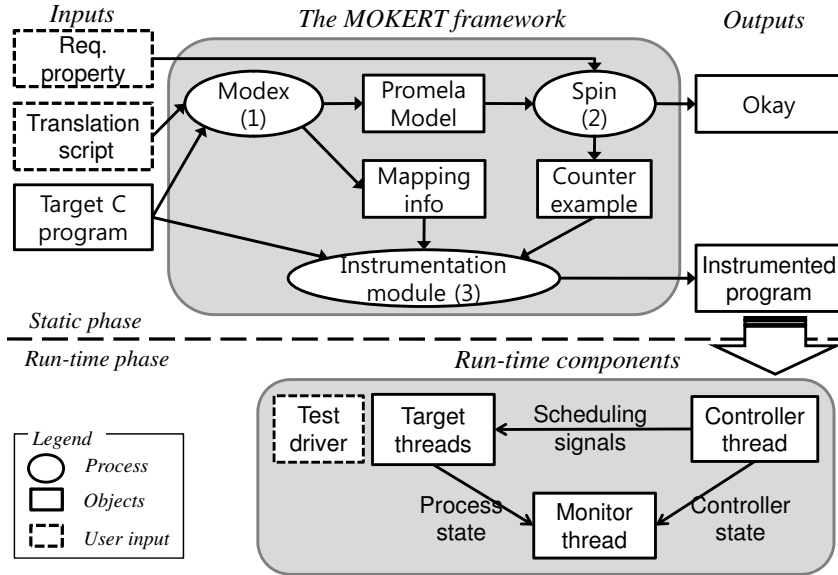 Inputs
The MOKERT framework
Outputs
Req.
property
Translation
script
Target C
program
Modex
(1)
Promela
Model
Spin
(2)
Okay
Mapping
info
Counter
example
Instrumentation
module (3)
Instrumented
program
Static phase
Run-time phase
Run-time components
Test
driver
Target
threads
Scheduling
signals
Controller
thread
Process
state
Monitor
thread
Controller
state
Legend
Process
Objects
User input